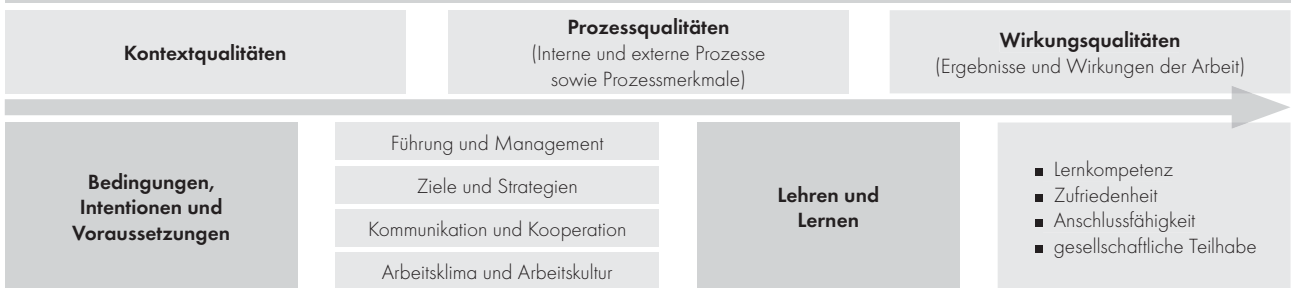 Kontextqualitäten
Prozessqualitäten
(Interne und externe Prozesse
sowie Prozessmerkmale)
Wirkungsqualitäten
(Ergebnisse und Wirkungen der Arbeit)
Bedingungen,
Intentionen und
Voraussetzungen
Führung und Management
Ziele und Strategien
Kommunikation und Kooperation
Arbeitsklima und Arbeitskultur
Lehren und
Lernen
Lernkompetenz
Zufriedenheit
Anschlussfähigkeit
gesellschaftliche Teilhabe